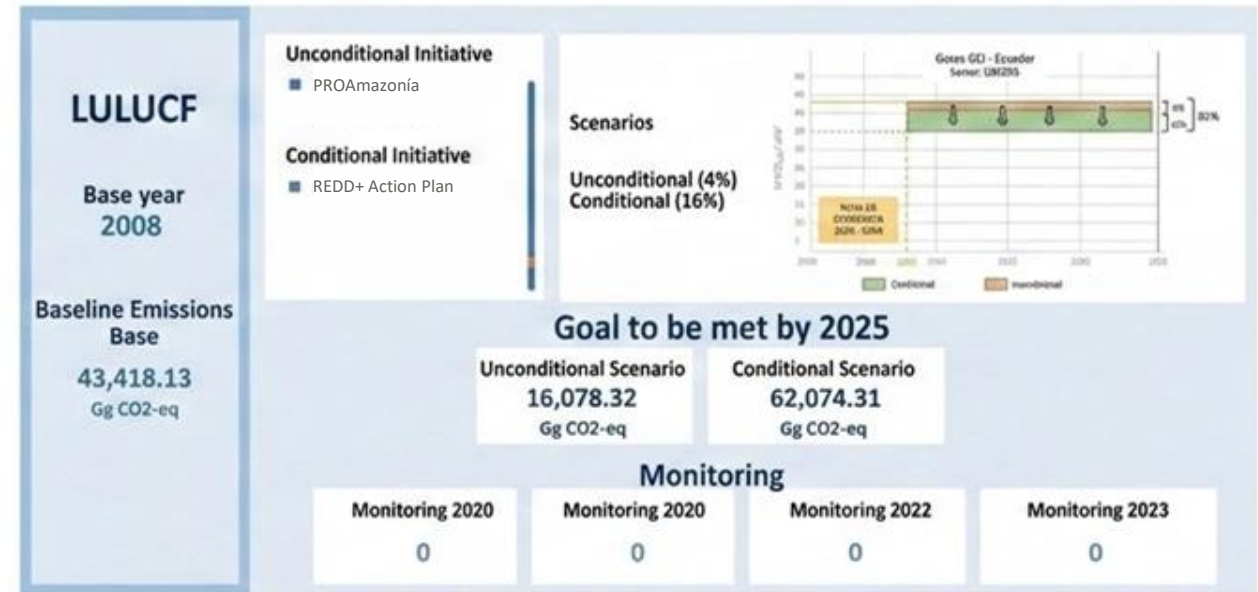 LULUCF
Base year
2008
Baseline Emissions
Base
43,418.13
Gg CO2-eq
Unconditional Initiative
PROAmazonía
Conditional Initiative
REDD+ Action Plan
Scenarios
Unconditional (4%)
Conditional (16%)
- Ecuador
82%
Goal to be met by 2025
Unconditional Scenario
16,078.32
Gg CO2-eq
Conditional Scenario
62,074.31
Gg CO2-eq
Monitoring
Monitoring 2020
0
Monitoring 2020
0
Monitoring 2022
0
Monitoring 2023
0